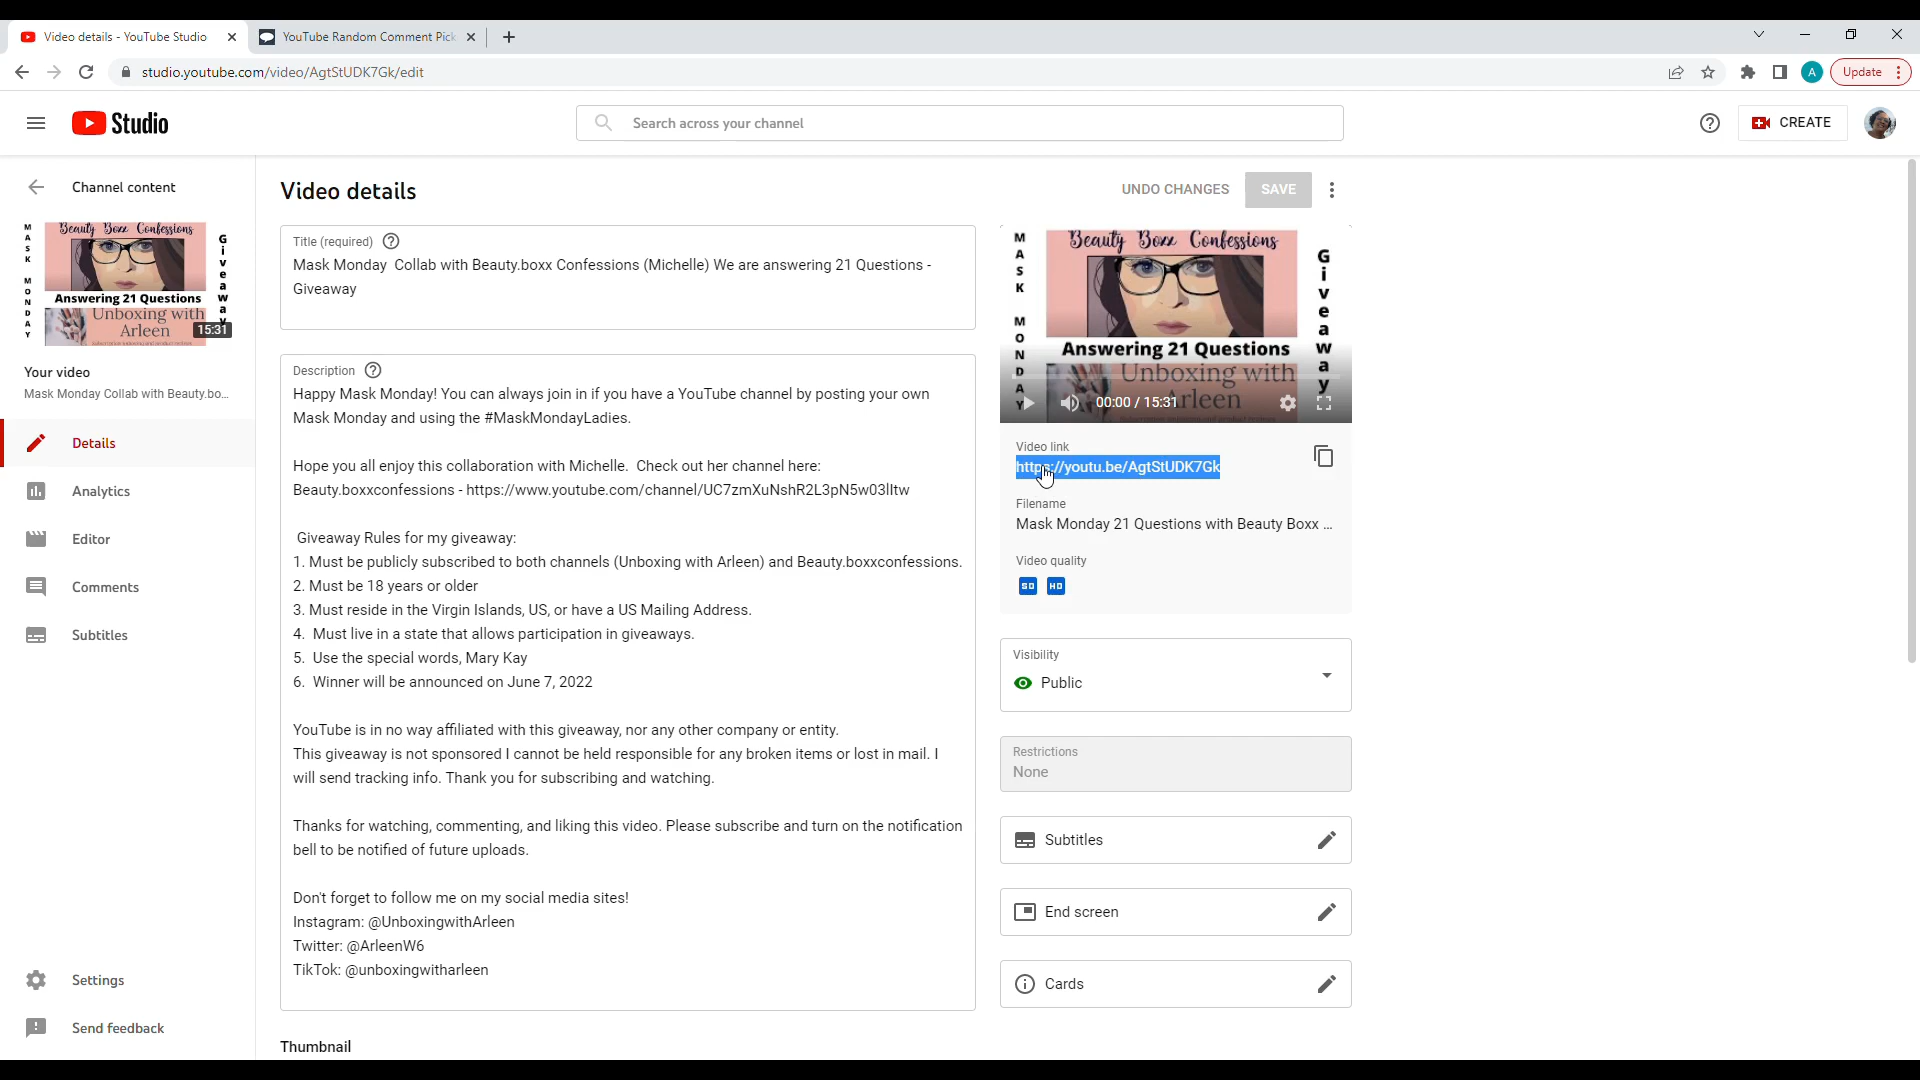 Video details - YouTube Studio
YouTube Random Comment Pick
studio.youtube.com/video/AgtStUDK7Gk/edit
A
Update
Studio
Search across your channel
CREATE
Channel content
Video details
UNDO CHANGES
SAVE
MASK MONDAY
Beauty Boxx Confessions
Answering 21 Questions
Unboxing with
Arleen
Giveaway
15:31
Your video
Mask Monday Collab with Beauty.bo...
Details
Analytics
Editor
Comments
Subtitles
Settings
Send feedback
Title (required)
Mask Monday Collab with Beauty.boxx Confessions (Michelle) We are answering 21 Questions -
Giveaway
Description
Happy Mask Monday! You can always join in if you have a YouTube channel by posting your own
Mask Monday and using the #MaskMondayLadies.
Hope you all enjoy this collaboration with Michelle. Check out her channel here:
Beauty.boxxconfessions - https://www.youtube.com/channel/UC7zmXuNshR2L3pN5w03lItw
Giveaway Rules for my giveaway:
1. Must be publicly subscribed to both channels (Unboxing with Arleen) and Beauty.boxxconfessions.
2. Must be 18 years or older
3. Must reside in the Virgin Islands, US, or have a US Mailing Address.
4. Must live in a state that allows participation in giveaways.
5. Use the special words, Mary Kay
6. Winner will be announced on June 7, 2022
YouTube is in no way affiliated with this giveaway, nor any other company or entity.
This giveaway is not sponsored I cannot be held responsible for any broken items or lost in mail. I
will send tracking info. Thank you for subscribing and watching.
Thanks for watching, commenting, and liking this video. Please subscribe and turn on the notification
bell to be notified of future uploads.
Don't forget to follow me on my social media sites!
Instagram: @UnboxingwithArleen
Twitter: @ArleenW6
TikTok: @unboxingwitharleen
Thumbnail
MASK MONDAY
Beauty Boxx Confessions
Answering 21 Questions
Unboxing with
Arleen
Giveaway
00:00 / 15:31
Video link
https://youtu.be/AgtStUDK7Gk
Filename
Mask Monday 21 Questions with Beauty Boxx ...
Video quality
SD HD
Visibility
Public
Restrictions
None
Subtitles
End screen
Cards